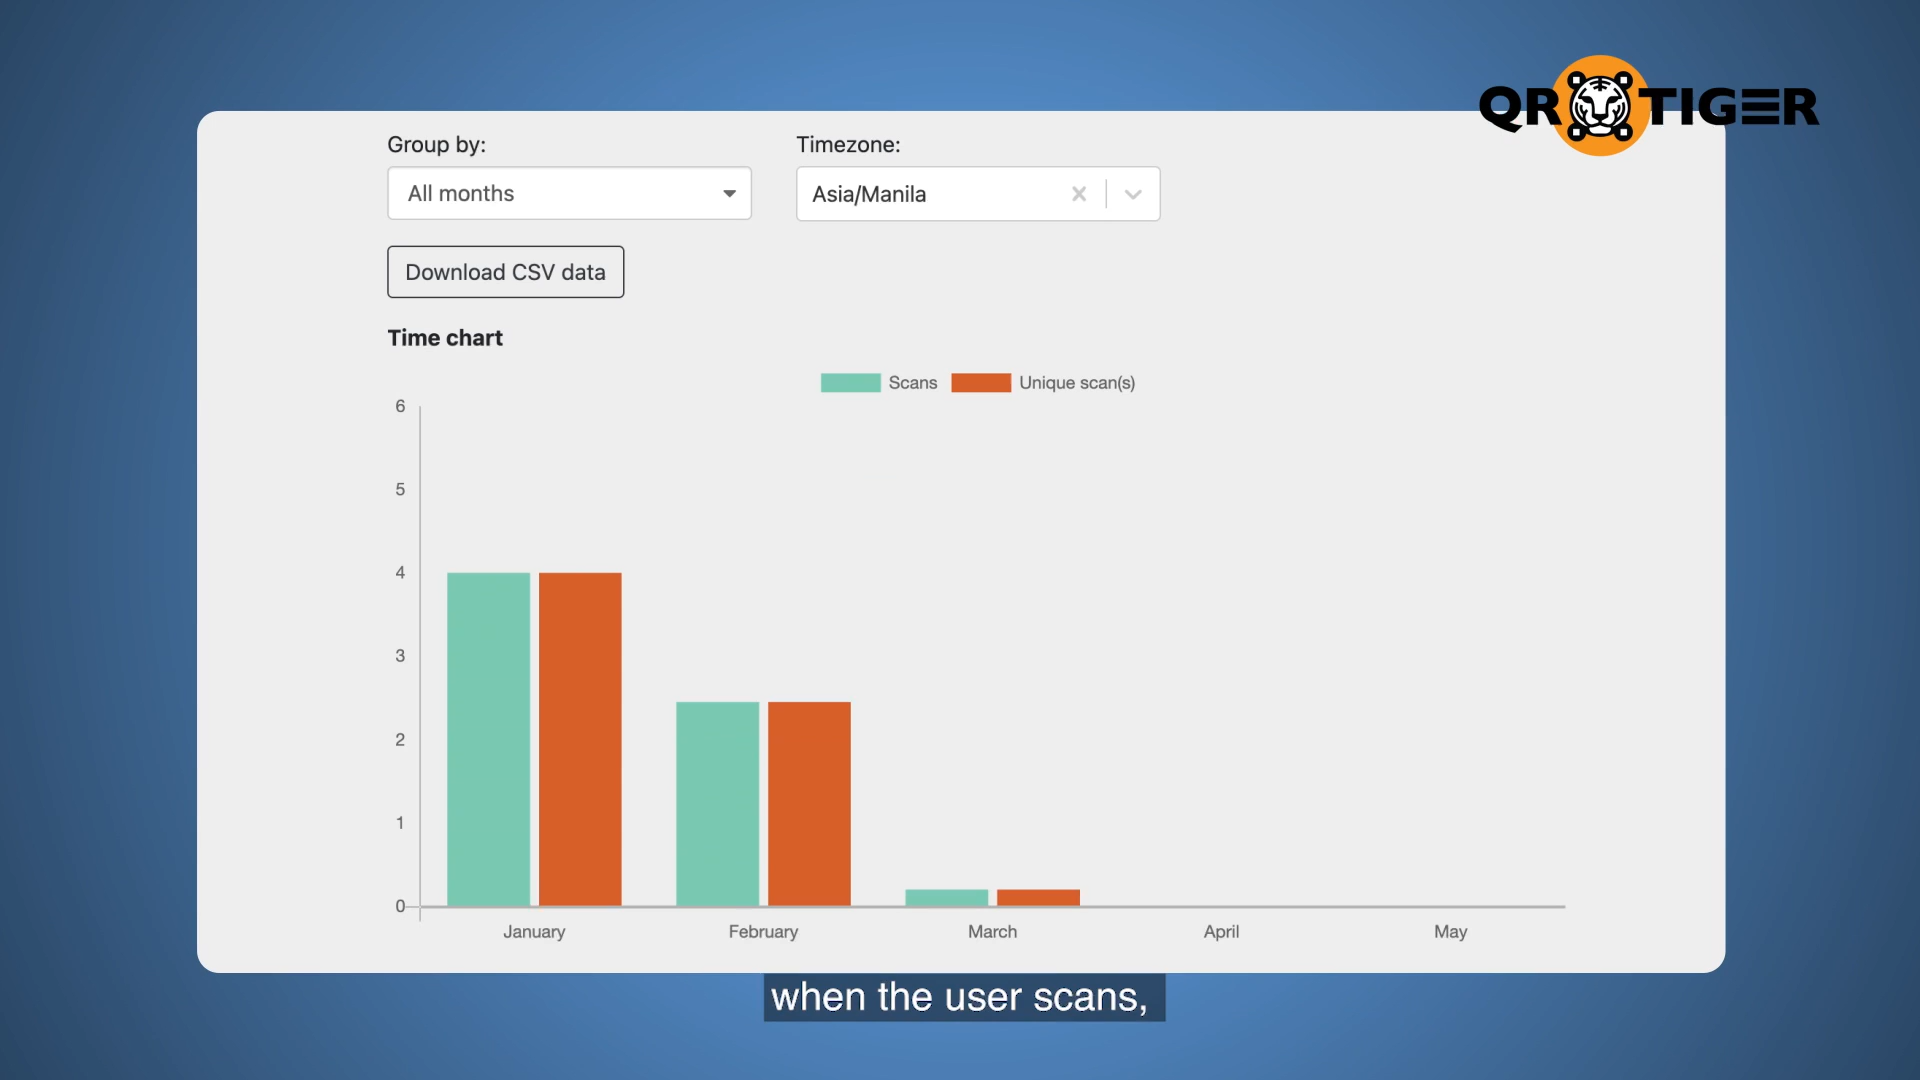 QR TIGER
Group by:
Timezone:
All months
Asia/Manila
Download CSV data
Time chart
Scans
Unique scan(s)
6
5
4
3
2
1
0
January
February
March
April
May
when the user scans,